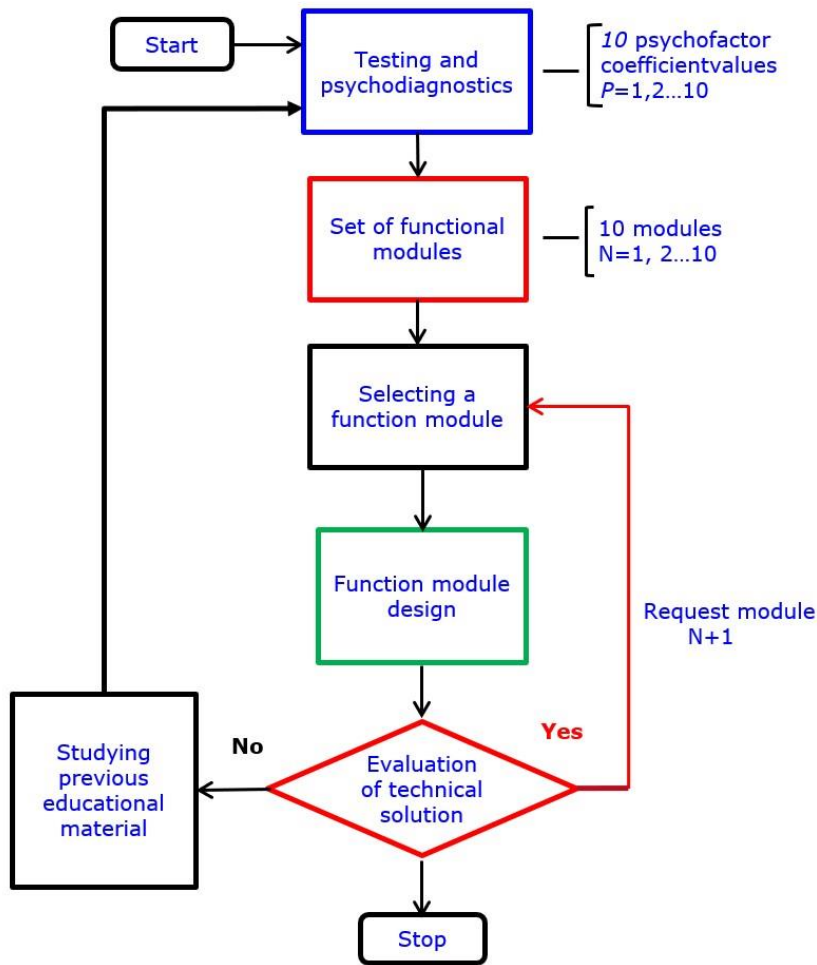 Start
Testing and
psychodiagnostics
10 psychofactor
coefficientvalues
P=1,2...10
Set of functional
modules
10 modules
N=1, 2...10
Selecting a
function module
Function module
design
Request module
N+1
No
Yes
Studying
previous
educational
material
Evaluation
of technical
solution
Stop